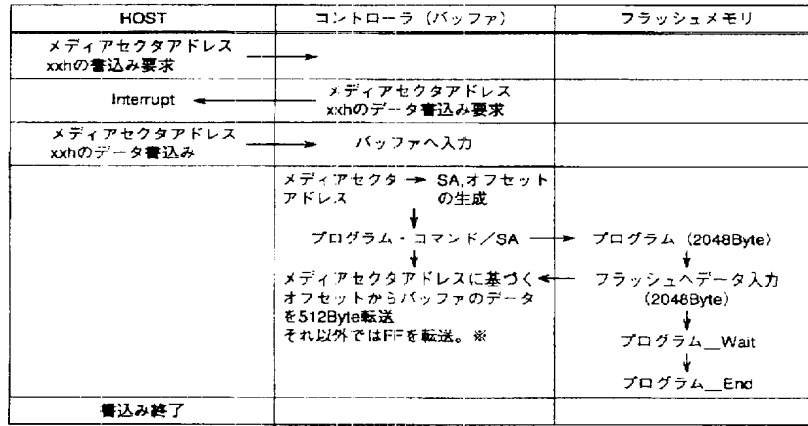 HOST
コントローラ（バッファ）
フラッシュメモリ
メディアセクタアドレス
xxhの書込み要求
Interrupt
メディアセクタアドレス
xxhのデータ書込み要求
メディアセクタアドレス
xxhのデータ書込み
バッファへ入力
メディアセクタ → SA,オフセット
アドレス の生成
プログラム・コマンド／SA
プログラム（2048Byte）
メディアセクタアドレスに基づく
オフセットからバッファのデータ
を512Byte転送
それ以外ではFFを転送。※
フラッシュへデータ入力
（2048Byte）
プログラム__Wait
プログラム__End
書込み終了